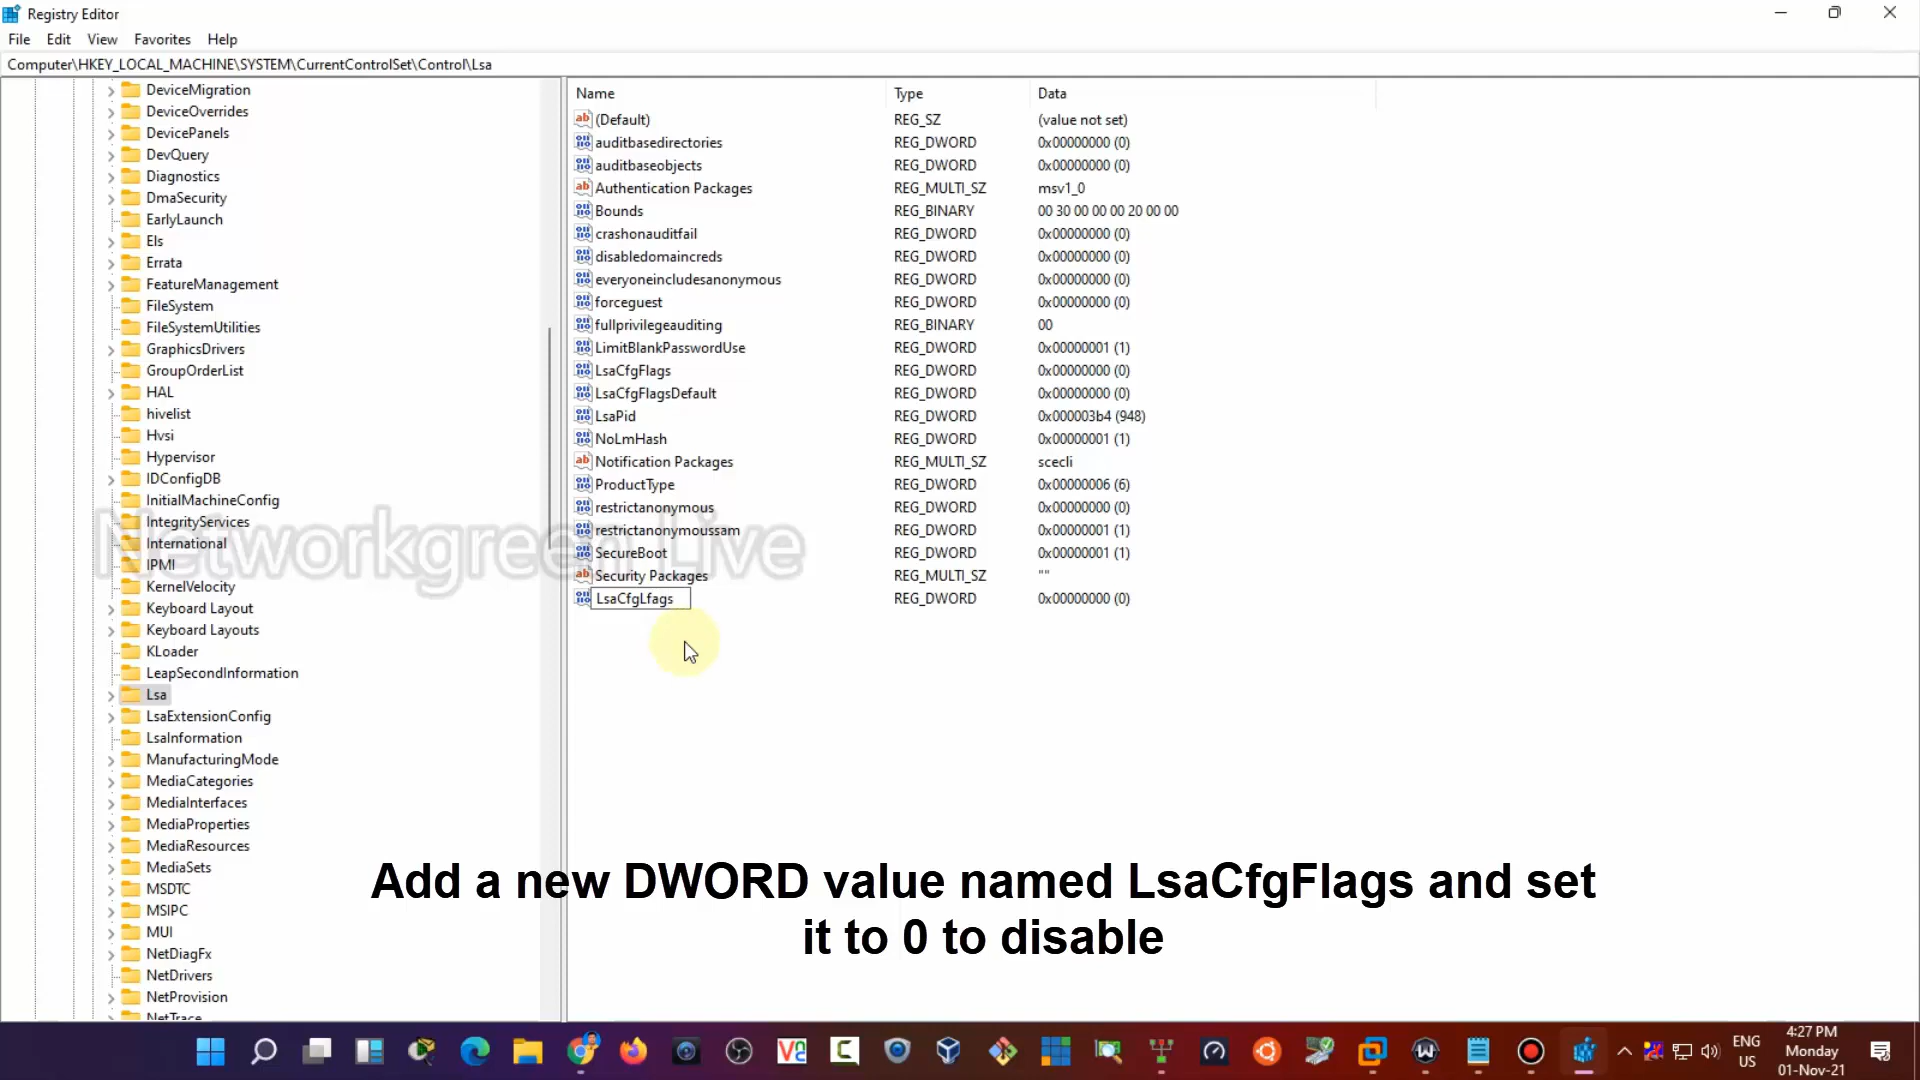 Registry Editor
File Edit View Favorites Help
Computer\HKEY_LOCAL_MACHINE\SYSTEM\CurrentControlSet\Control\Lsa
DeviceMigration
DeviceOverrides
DevicePanels
DevQuery
Diagnostics
DmaSecurity
EarlyLaunch
Els
Errata
FeatureManagement
FileSystem
FileSystemUtilities
GraphicsDrivers
GroupOrderList
HAL
hivelist
Hvsi
Hypervisor
IDConfigDB
InitialMachineConfig
IntegrityServices
International
IPMI
KernelVelocity
Keyboard Layout
Keyboard Layouts
KLoader
LeapSecondInformation
Lsa
LsaExtensionConfig
LsaInformation
ManufacturingMode
MediaCategories
MediaInterfaces
MediaProperties
MediaResources
MediaSets
MSDTC
MSIPC
MUI
NetDiagFx
NetDrivers
NetProvision
NetTrace
Name Type Data
(Default) REG_SZ (value not set)
auditbasedirectories REG_DWORD 0x00000000 (0)
auditbaseobjects REG_DWORD 0x00000000 (0)
Authentication Packages REG_MULTI_SZ msv1_0
Bounds REG_BINARY 00 30 00 00 00 20 00 00
crashonauditfail REG_DWORD 0x00000000 (0)
disabledomaincreds REG_DWORD 0x00000000 (0)
everyoneincludesanonymous REG_DWORD 0x00000000 (0)
forceguest REG_DWORD 0x00000000 (0)
fullprivilegeauditing REG_BINARY 00
LimitBlankPasswordUse REG_DWORD 0x00000001 (1)
LsaCfgFlags REG_DWORD 0x00000000 (0)
LsaCfgFlagsDefault REG_DWORD 0x00000000 (0)
LsaPid REG_DWORD 0x000003b4 (948)
NoLmHash REG_DWORD 0x00000001 (1)
Notification Packages REG_MULTI_SZ scecli
ProductType REG_DWORD 0x00000006 (6)
restrictanonymous REG_DWORD 0x00000000 (0)
restrictanonymoussam REG_DWORD 0x00000001 (1)
SecureBoot REG_DWORD 0x00000001 (1)
Security Packages REG_MULTI_SZ ""
LsaCfgLfags REG_DWORD 0x00000000 (0)
Networkgreen Live
Add a new DWORD value named LsaCfgFlags and set
it to 0 to disable
ENG
US
4:27 PM
Monday
01-Nov-21